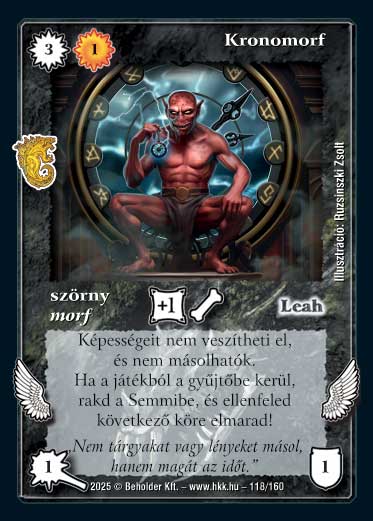 3
1
Kronomorf
Illusztráció: Ruzsinszki Zsolt
szörny
morf
+1
Leah
Képességeit nem veszítheti el,
és nem másolhatók.
Ha a játékból a gyűjtőbe kerül,
rakd a Semmibe, és ellenfeled
következő köre elmarad!
„Nem tárgyakat vagy lényeket másol,
hanem magát az időt.”
1
1
2025 © Beholder Kft. – www.hkk.hu – 118/160